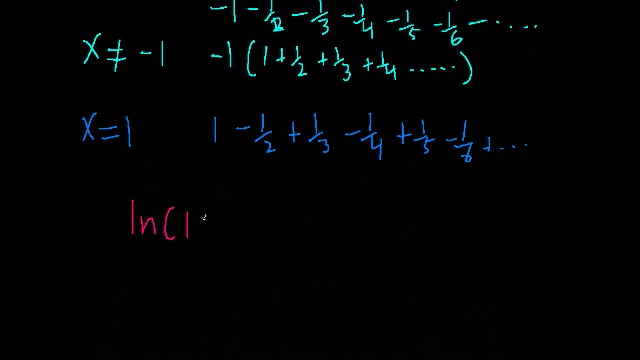 -1 - 1/2 - 1/3 - 1/4 - 1/5 - 1/6 - .....
x ≠ -1 -1(1 + 1/2 + 1/3 + 1/4 ......)
x = 1 1 - 1/2 + 1/3 - 1/4 + 1/5 - 1/6 + ...
ln(1